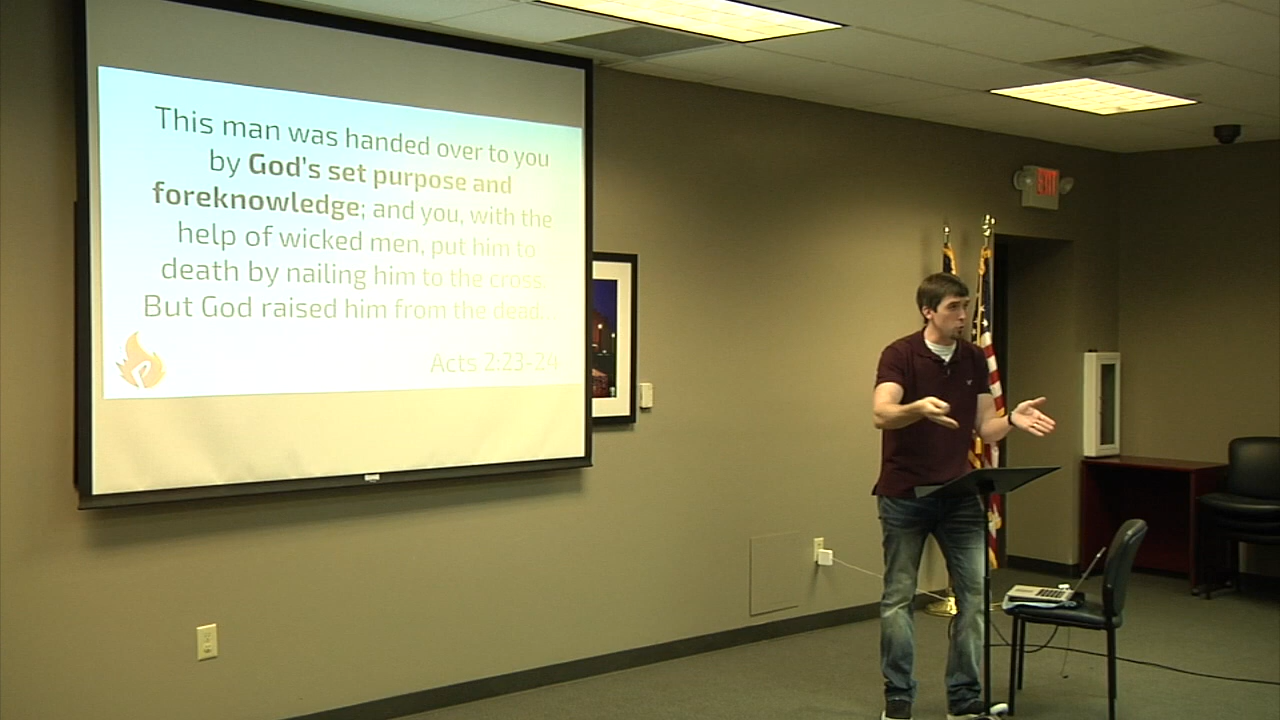 This man was handed over to you
by God's set purpose and
foreknowledge; and you, with the
help of wicked men, put him to
death by nailing him to the cross.
But God raised him from the dead...
Acts 2:23-24
P
EXIT